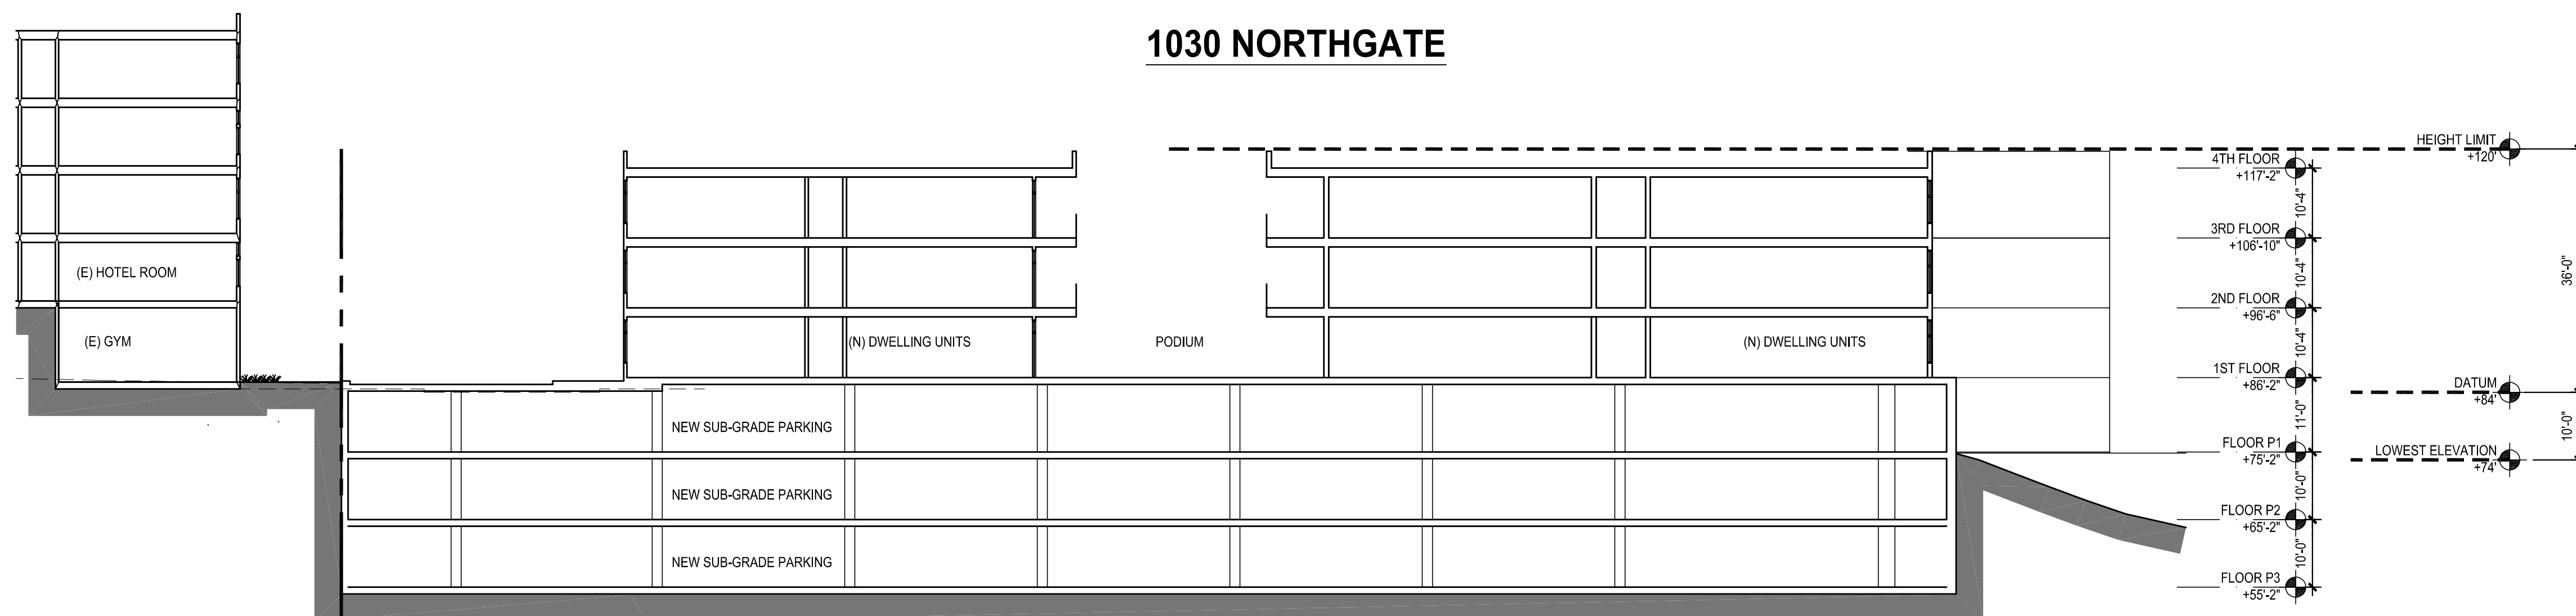 1030 NORTHGATE
HEIGHT LIMIT
+120'
4TH FLOOR
+117'-2"
10'-4"
3RD FLOOR
+106'-10"
(E) HOTEL ROOM
10'-4"
36'-0"
2ND FLOOR
+96'-6"
(E) GYM
(N) DWELLING UNITS
PODIUM
(N) DWELLING UNITS
10'-4"
1ST FLOOR
+86'-2"
DATUM
+84'
NEW SUB-GRADE PARKING
11'-0"
10'-0"
FLOOR P1
+75'-2"
LOWEST ELEVATION
+74'
NEW SUB-GRADE PARKING
10'-0"
FLOOR P2
+65'-2"
NEW SUB-GRADE PARKING
10'-0"
FLOOR P3
+55'-2"